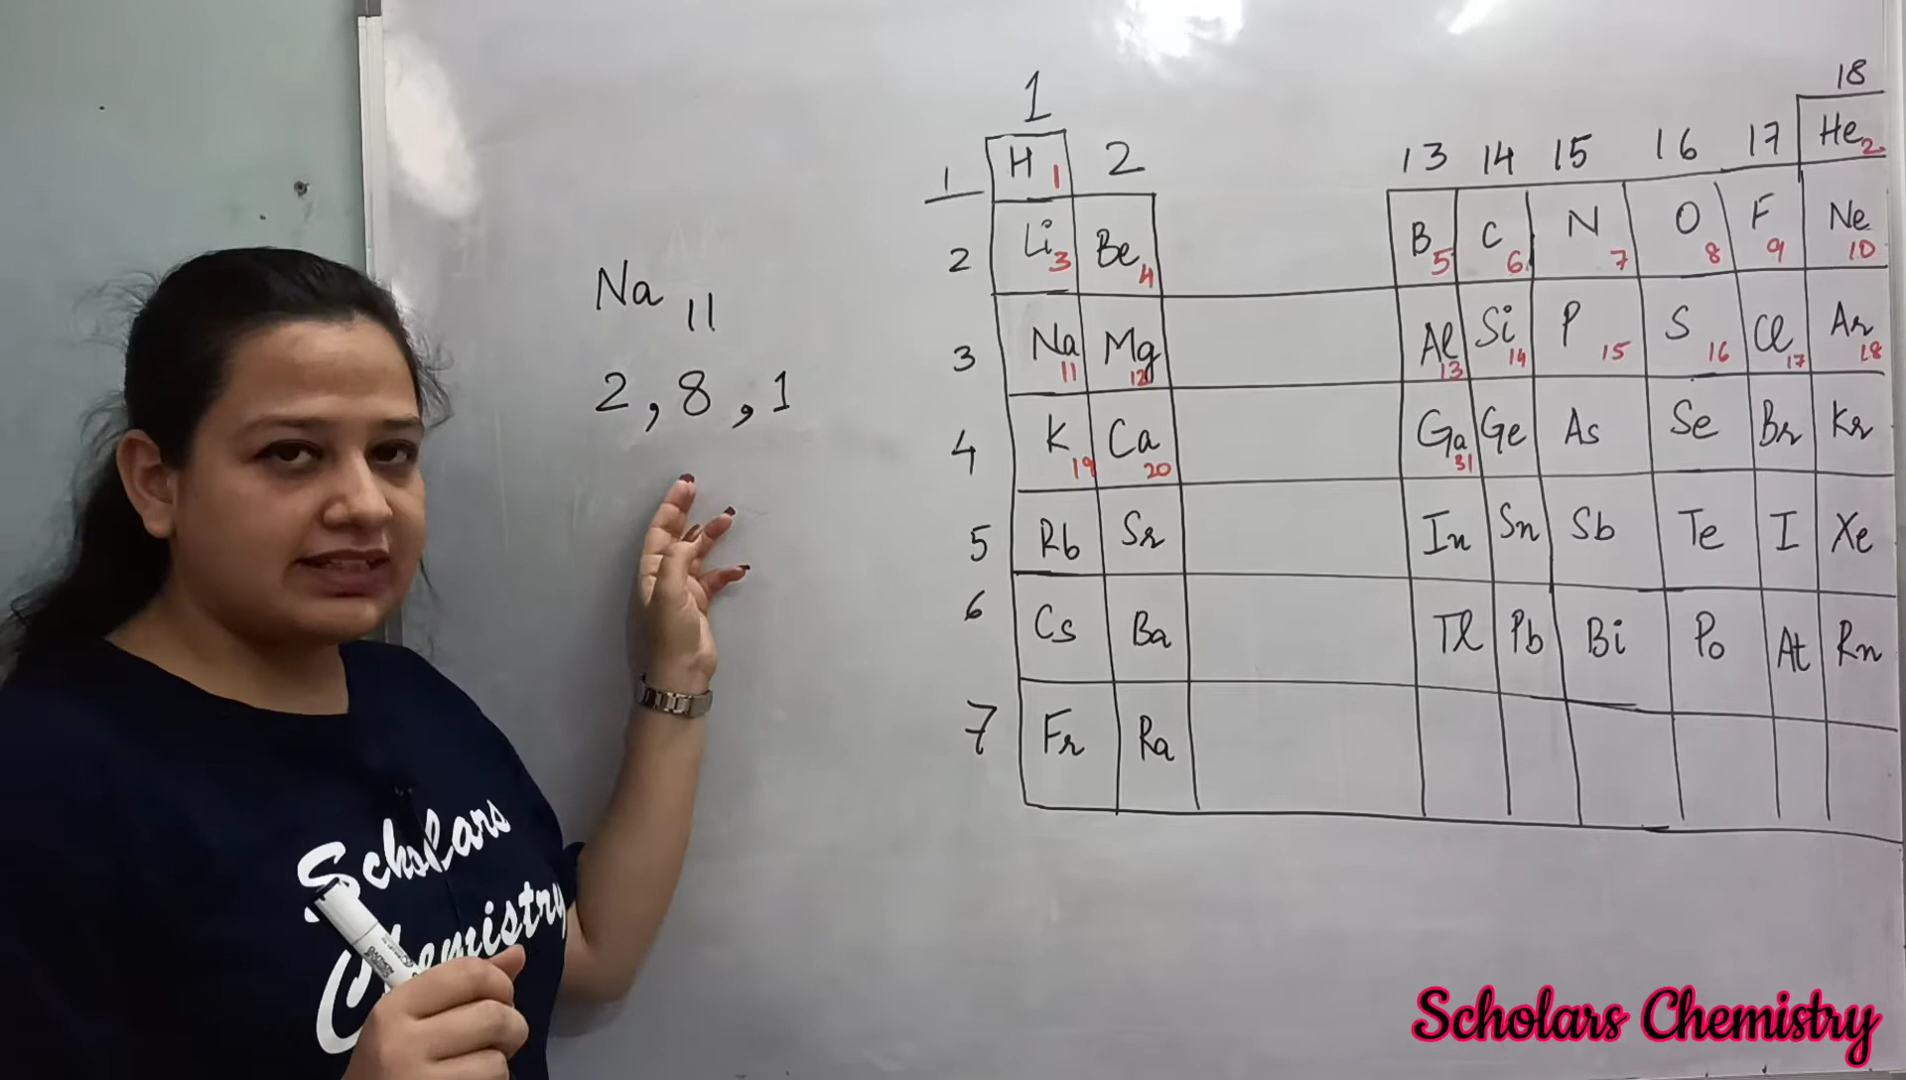 Na 11
2, 8, 1
1 18
2 13 14 15 16 17
1 H 1 He 2
2 Li 3 Be 4 B 5 C 6 N 7 O 8 F 9 Ne 10
3 Na 11 Mg 12 Al 13 Si 14 P 15 S 16 Cl 17 Ar 18
4 K 19 Ca 20 Ga 31 Ge As Se Br Kr
5 Rb Sr In Sn Sb Te I Xe
6 Cs Ba Tl Pb Bi Po At Rn
7 Fr Ra
Scholars
Chemistry
Scholars Chemistry